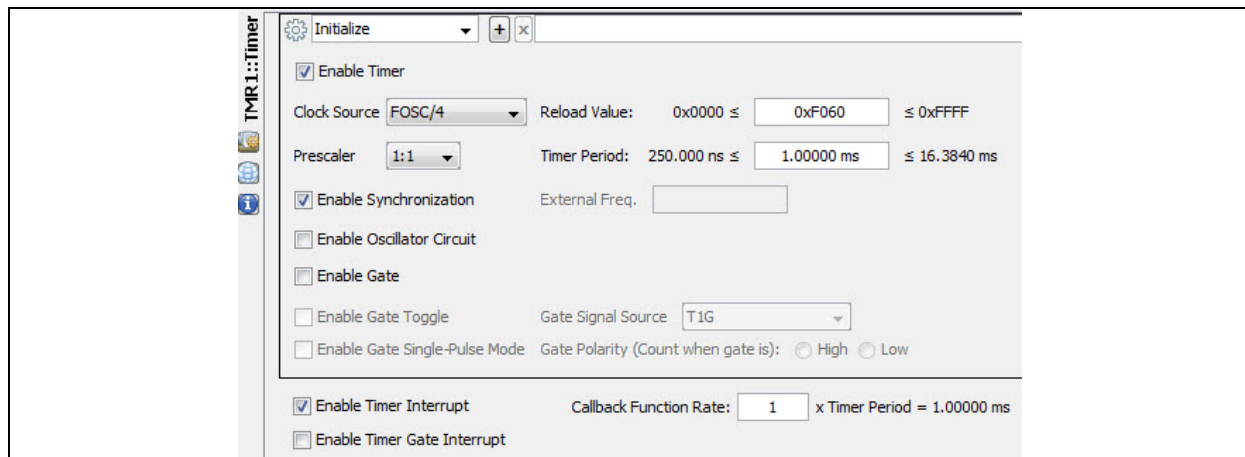 TMR1::Timer
Initialize + x
Enable Timer
Clock Source FOSC/4 Reload Value: 0x0000 ≤ 0xF060 ≤ 0xFFFF
Prescaler 1:1 Timer Period: 250.000 ns ≤ 1.00000 ms ≤ 16.3840 ms
Enable Synchronization External Freq.
Enable Oscillator Circuit
Enable Gate
Enable Gate Toggle Gate Signal Source T1G
Enable Gate Single-Pulse Mode Gate Polarity (Count when gate is): High Low
Enable Timer Interrupt Callback Function Rate: 1 x Timer Period = 1.00000 ms
Enable Timer Gate Interrupt